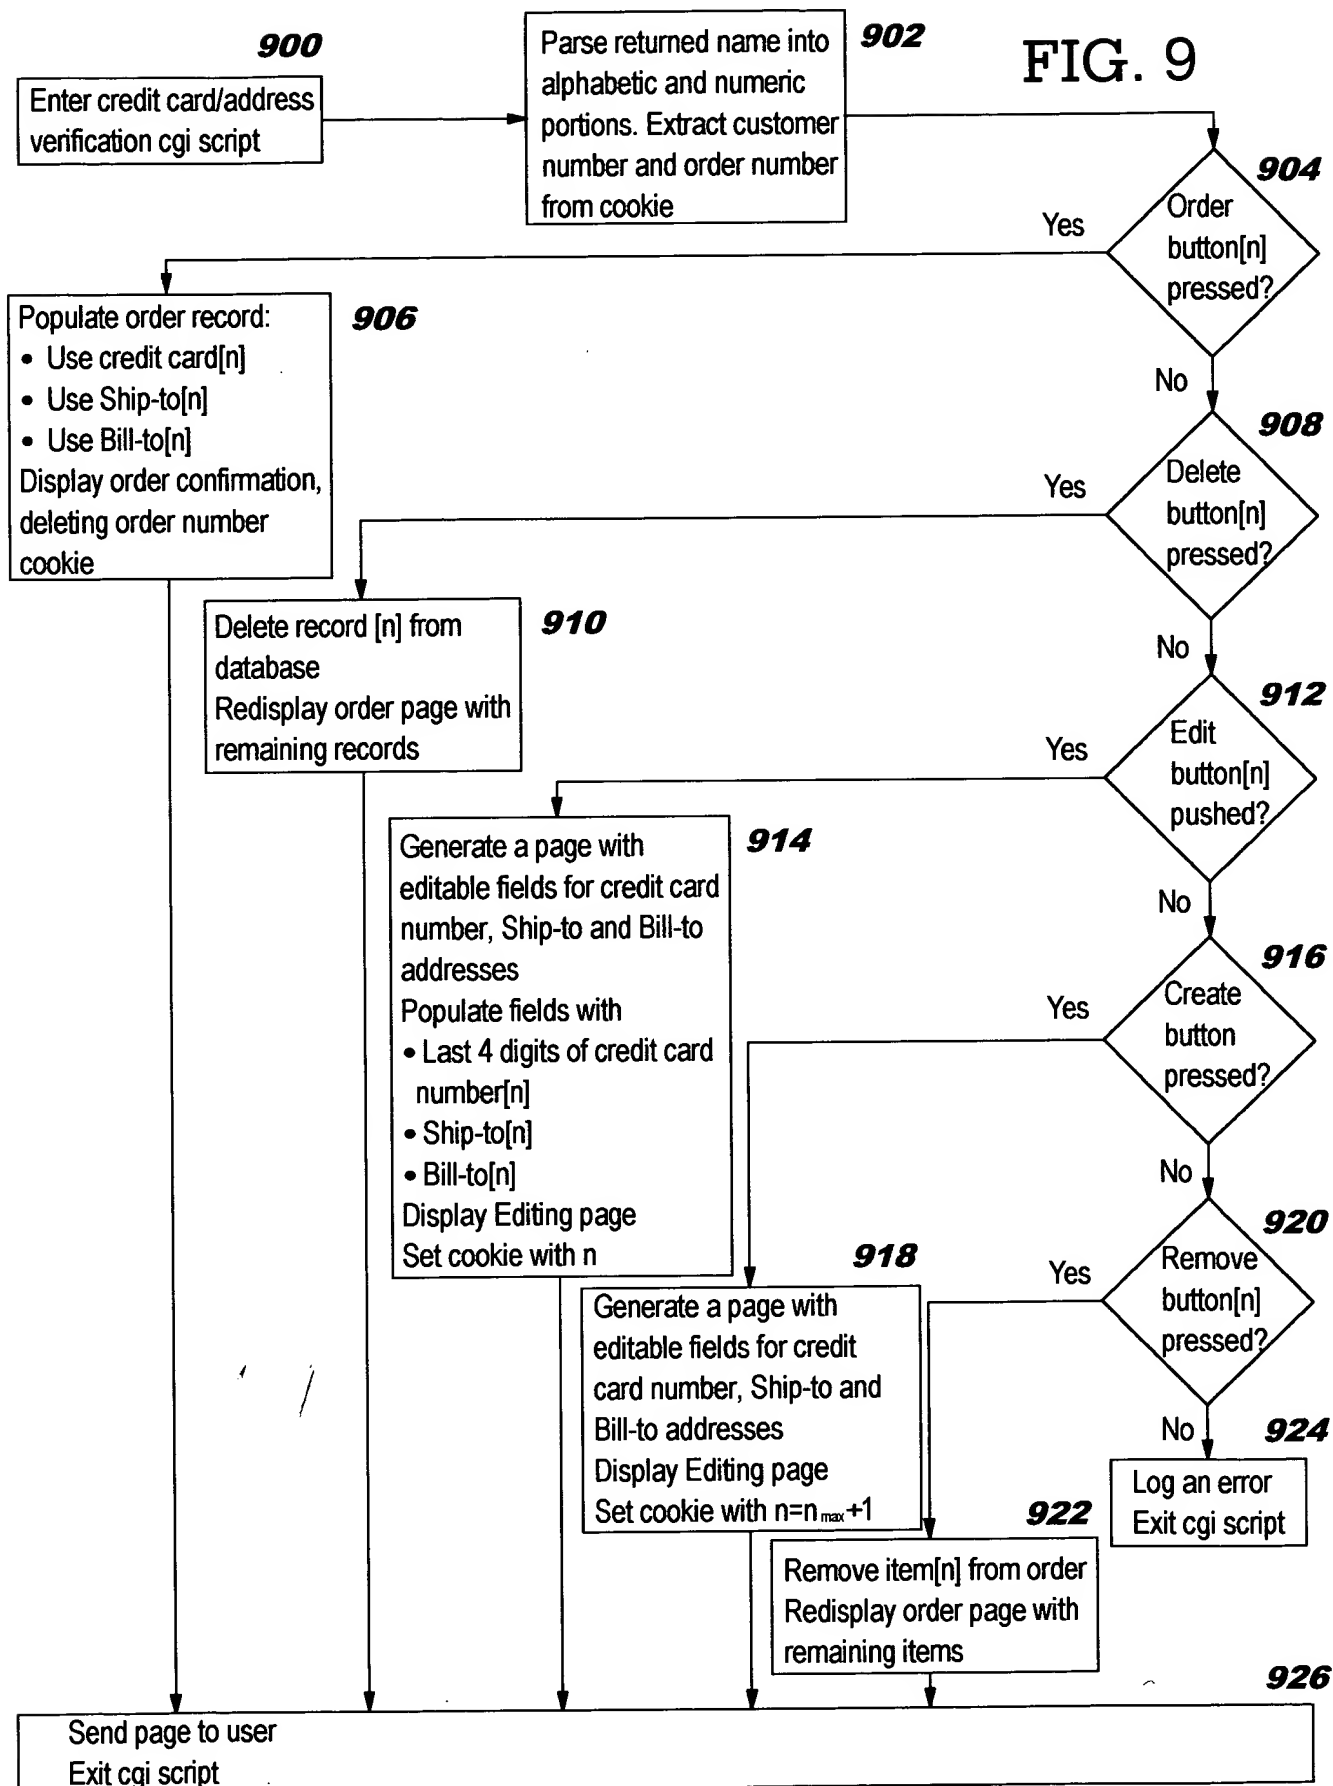 900
Enter credit card/address
verification cgi script
902
Parse returned name into
alphabetic and numeric
portions. Extract customer
number and order number
from cookie
FIG. 9
904
Order
button[n]
pressed?
Yes
No
906
Populate order record:
• Use credit card[n]
• Use Ship-to[n]
• Use Bill-to[n]
Display order confirmation,
deleting order number
cookie
908
Delete
button[n]
pressed?
Yes
No
910
Delete record [n] from
database
Redisplay order page with
remaining records
912
Edit
button[n]
pushed?
Yes
No
914
Generate a page with
editable fields for credit card
number, Ship-to and Bill-to
addresses
Populate fields with
• Last 4 digits of credit card
number[n]
• Ship-to[n]
• Bill-to[n]
Display Editing page
Set cookie with n
916
Create
button
pressed?
Yes
No
918
Generate a page with
editable fields for credit
card number, Ship-to and
Bill-to addresses
Display Editing page
Set cookie with n=nmax+1
920
Remove
button[n]
pressed?
Yes
No
922
Remove item[n] from order
Redisplay order page with
remaining items
924
Log an error
Exit cgi script
926
Send page to user
Exit cgi script